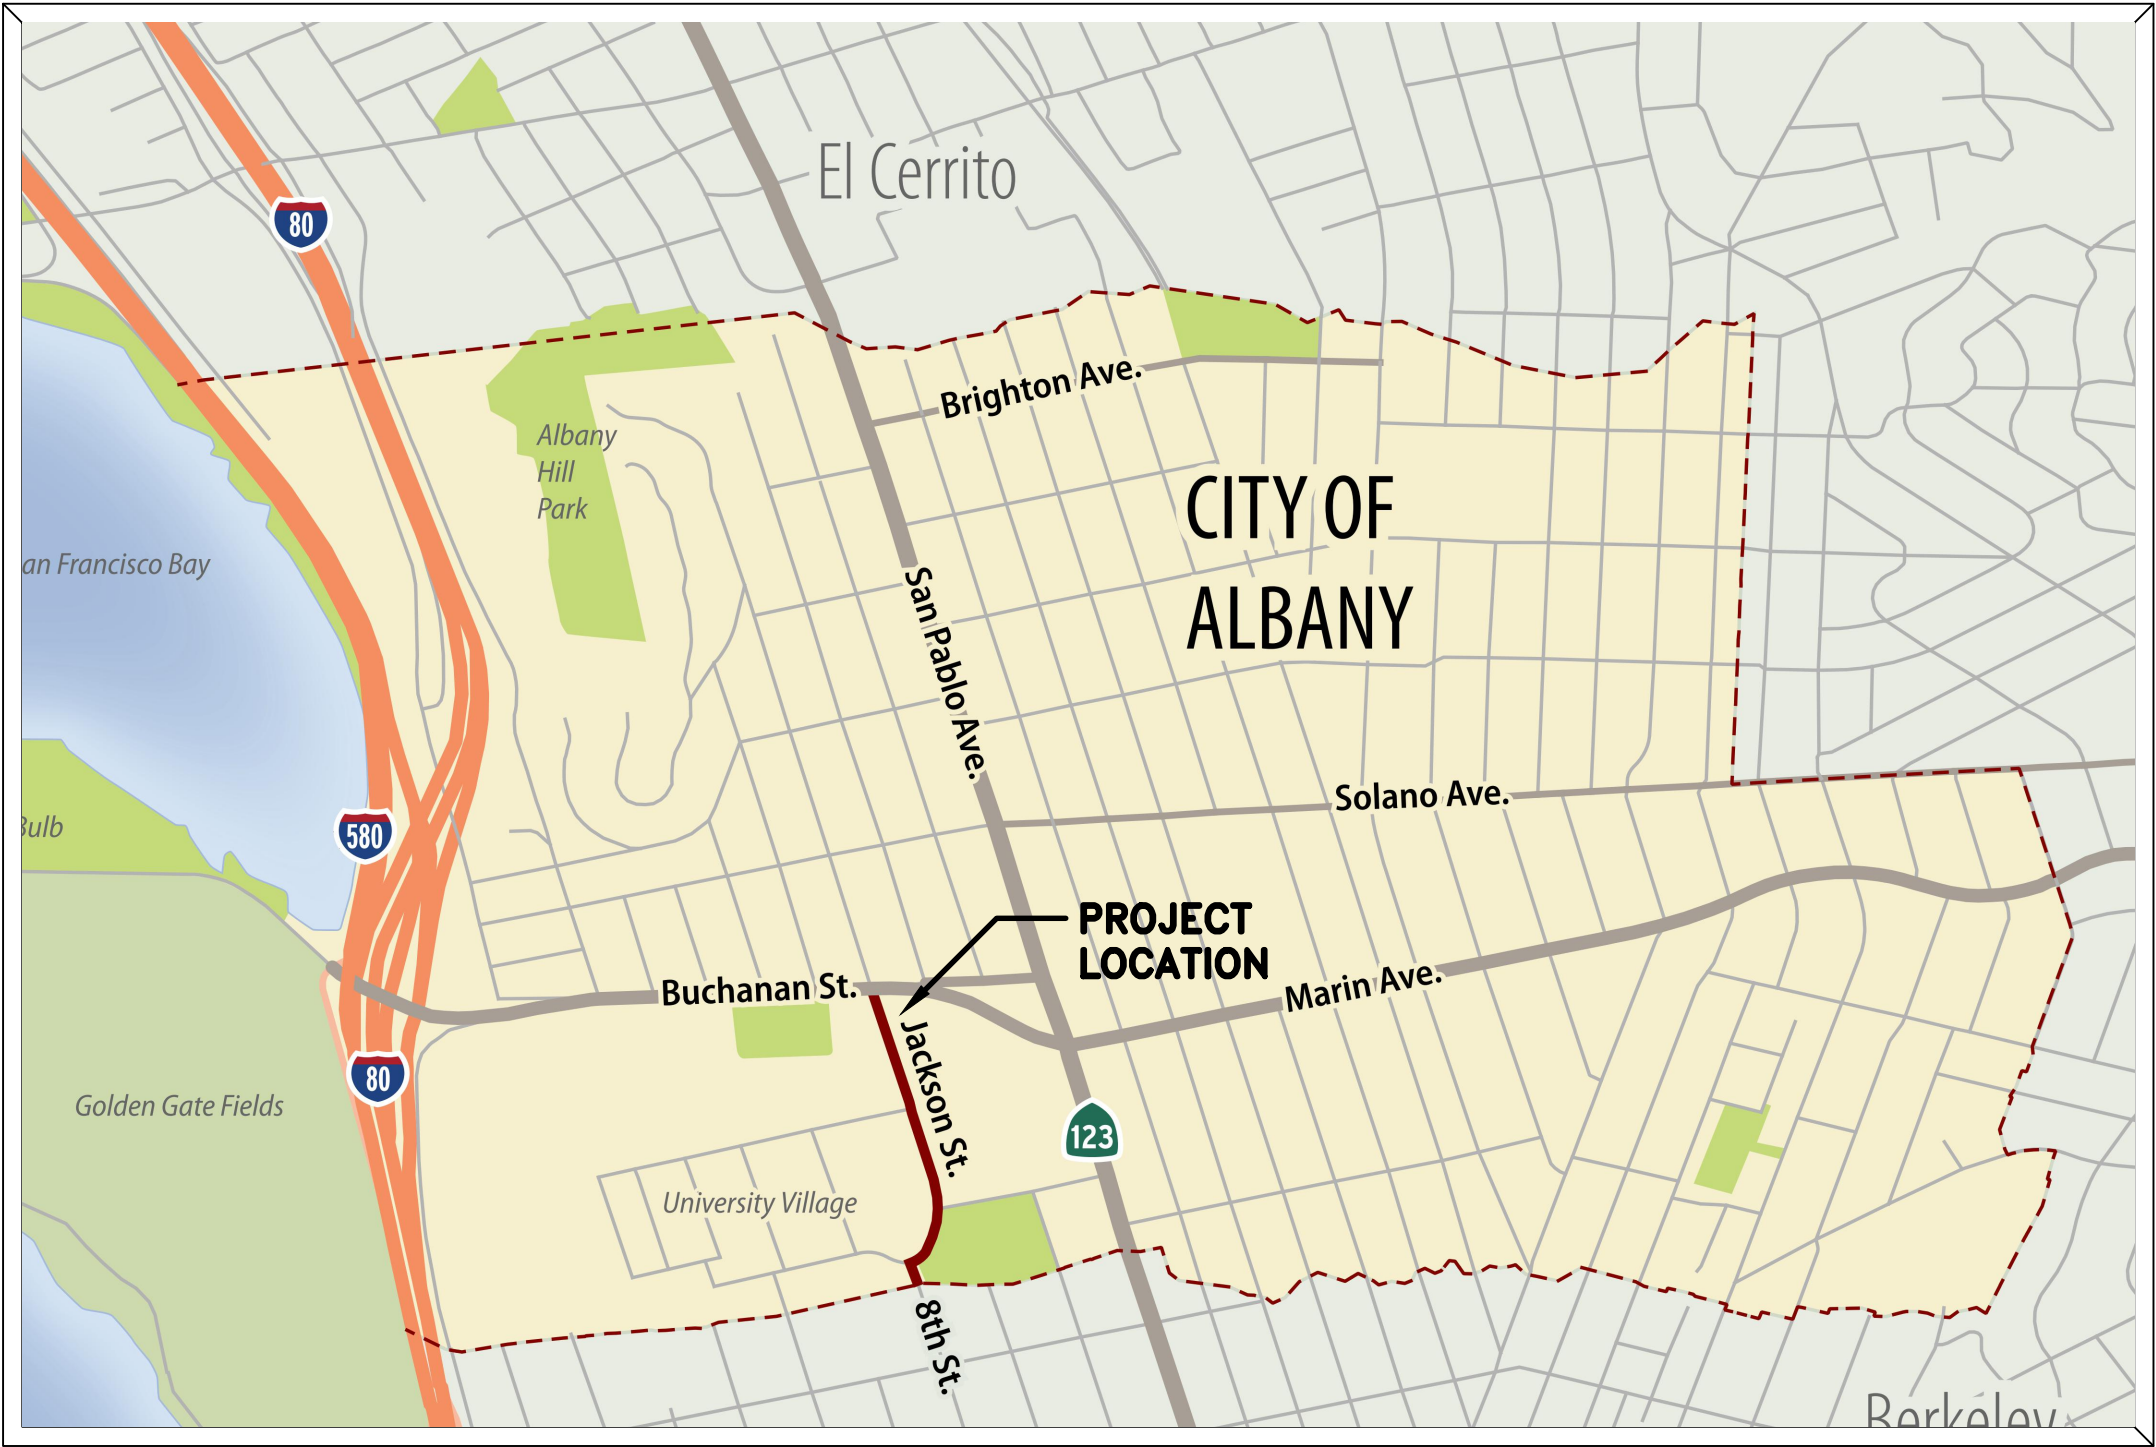 80
El Cerrito
Brighton Ave.
Albany
Hill
Park
CITY OF
ALBANY
an Francisco Bay
San Pablo Ave.
Solano Ave.
Bulb
580
PROJECT
LOCATION
Buchanan St.
Marin Ave.
Jackson St.
80
Golden Gate Fields
123
University Village
8th St.
Berkeley